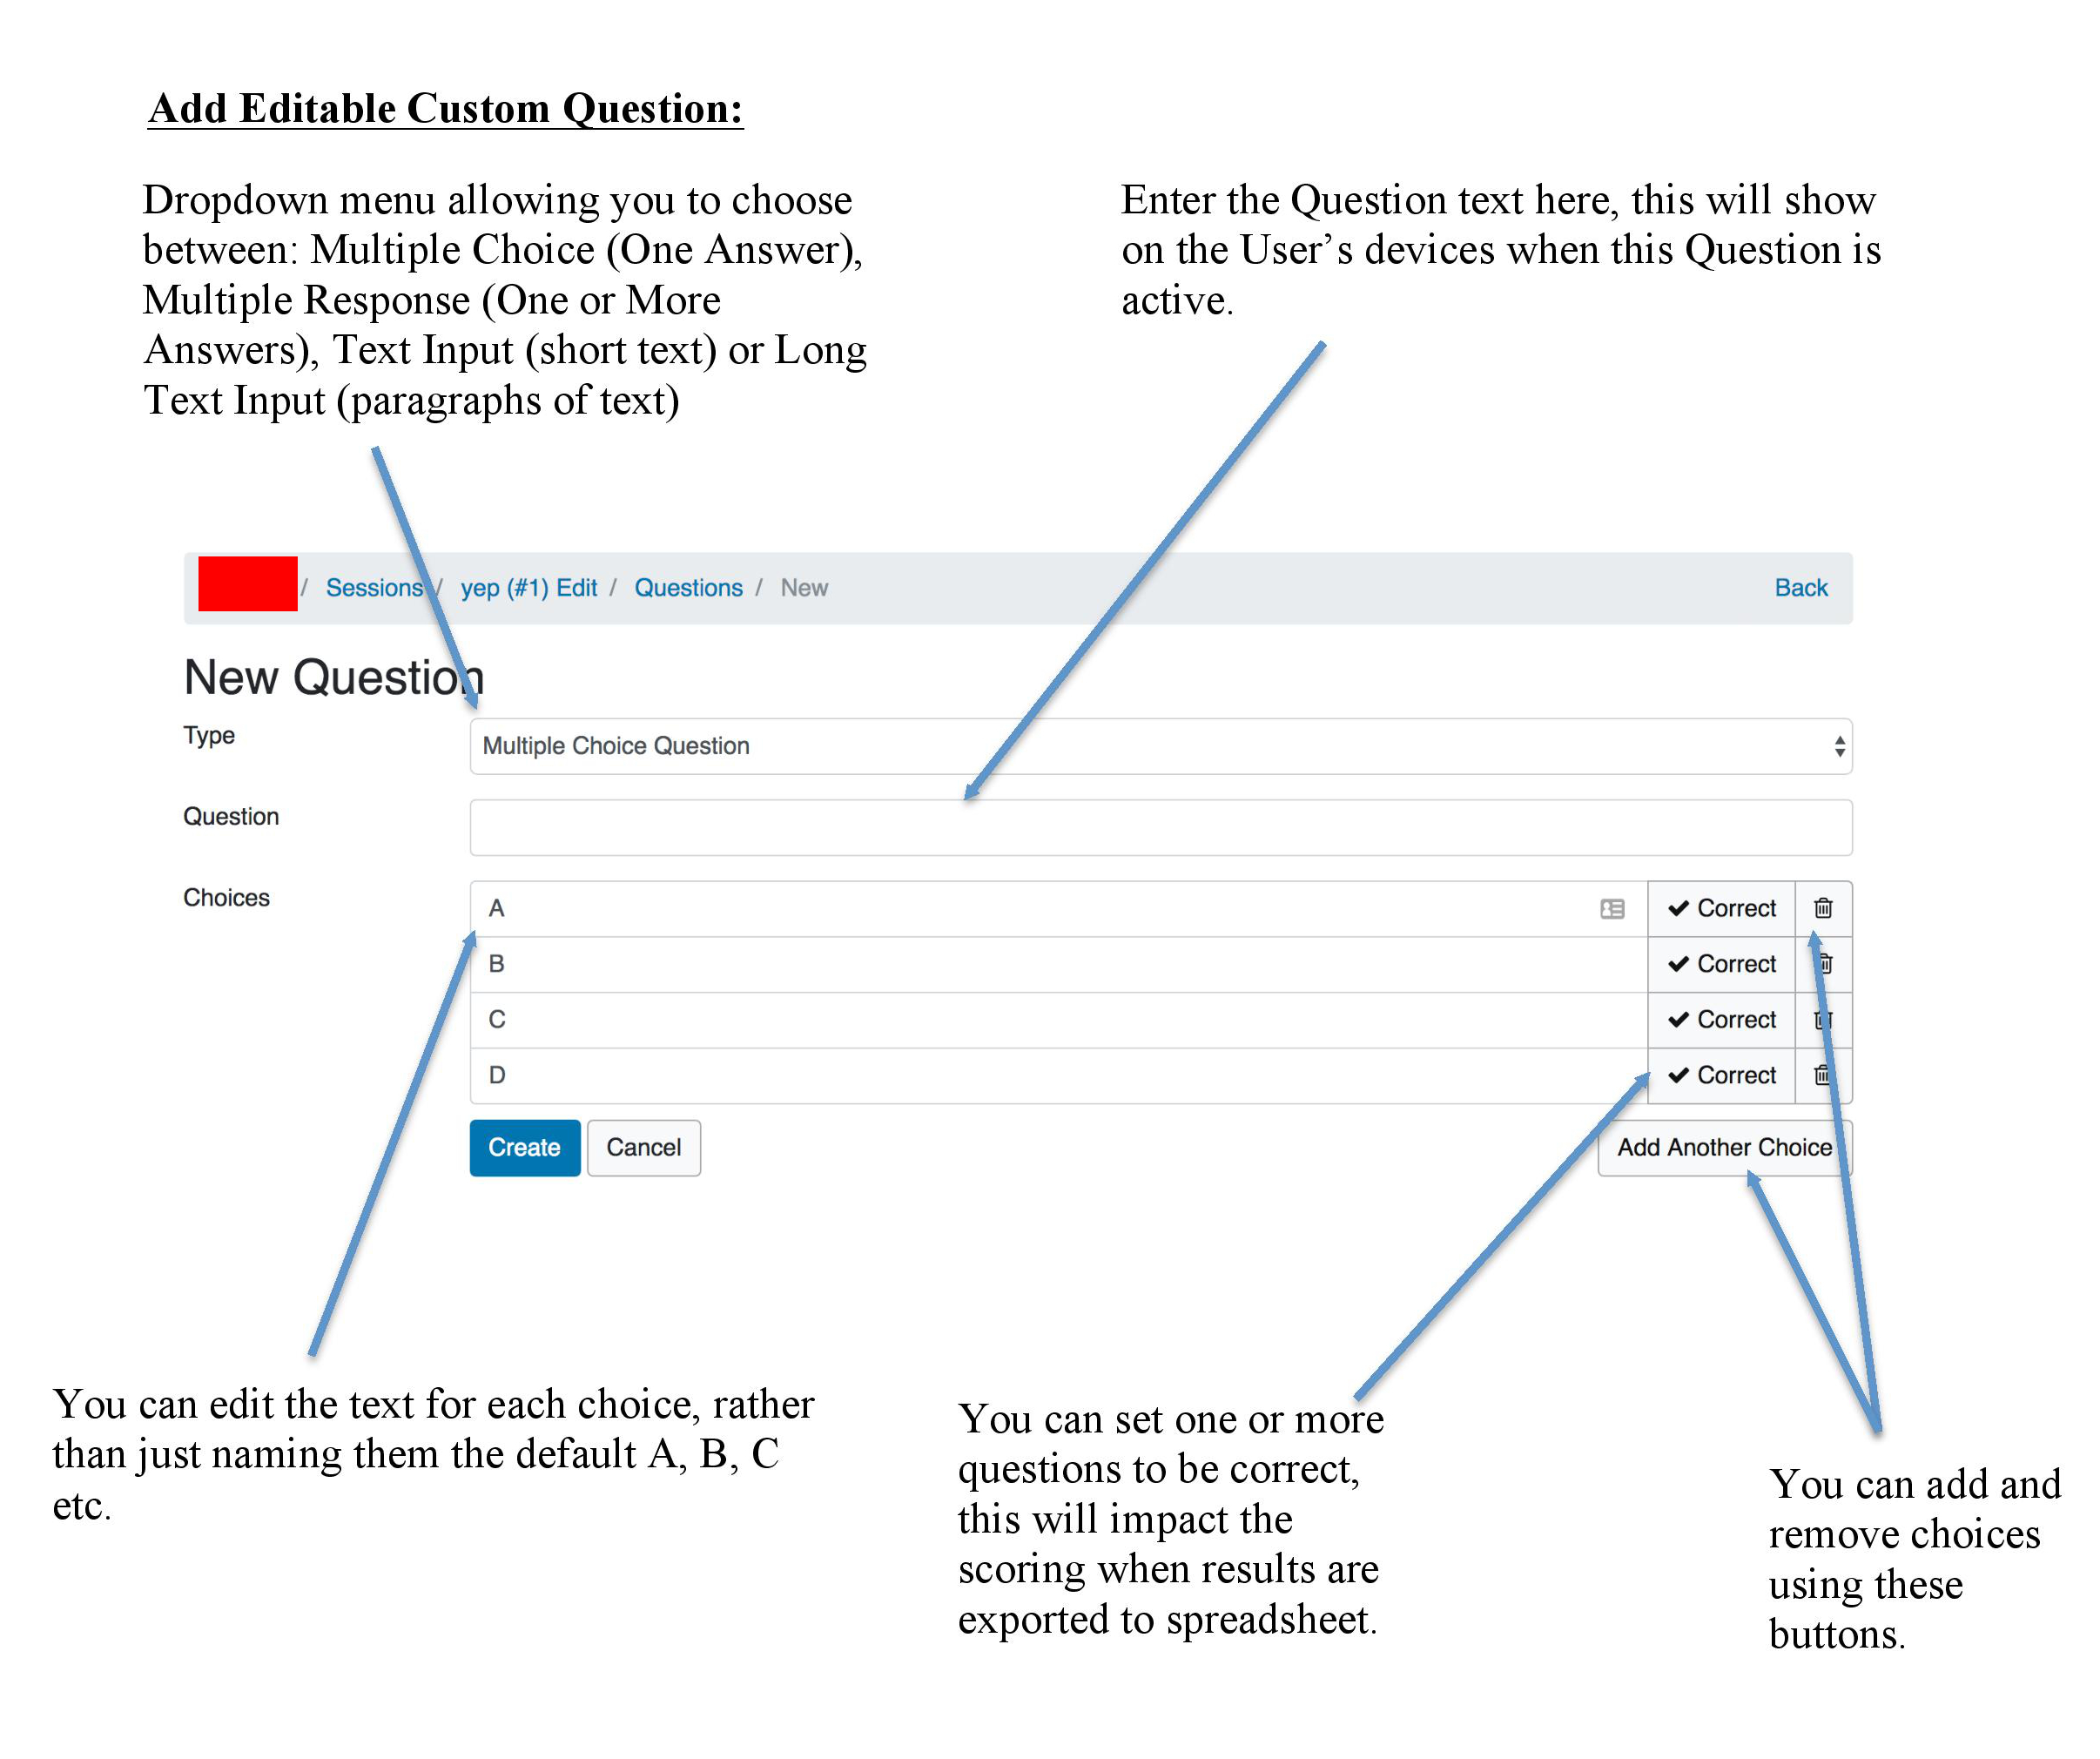 Add Editable Custom Question:
Dropdown menu allowing you to choose
between: Multiple Choice (One Answer),
Multiple Response (One or More
Answers), Text Input (short text) or Long
Text Input (paragraphs of text)
Enter the Question text here, this will show
on the User’s devices when this Question is
active.
/ Sessions / yep (#1) Edit / Questions / New Back
New Question
Type Multiple Choice Question
Question
Choices A ✔ Correct
B ✔ Correct
C ✔ Correct
D ✔ Correct
Create Cancel Add Another Choice
You can edit the text for each choice, rather
than just naming them the default A, B, C
etc.
You can set one or more
questions to be correct,
this will impact the
scoring when results are
exported to spreadsheet.
You can add and
remove choices
using these
buttons.